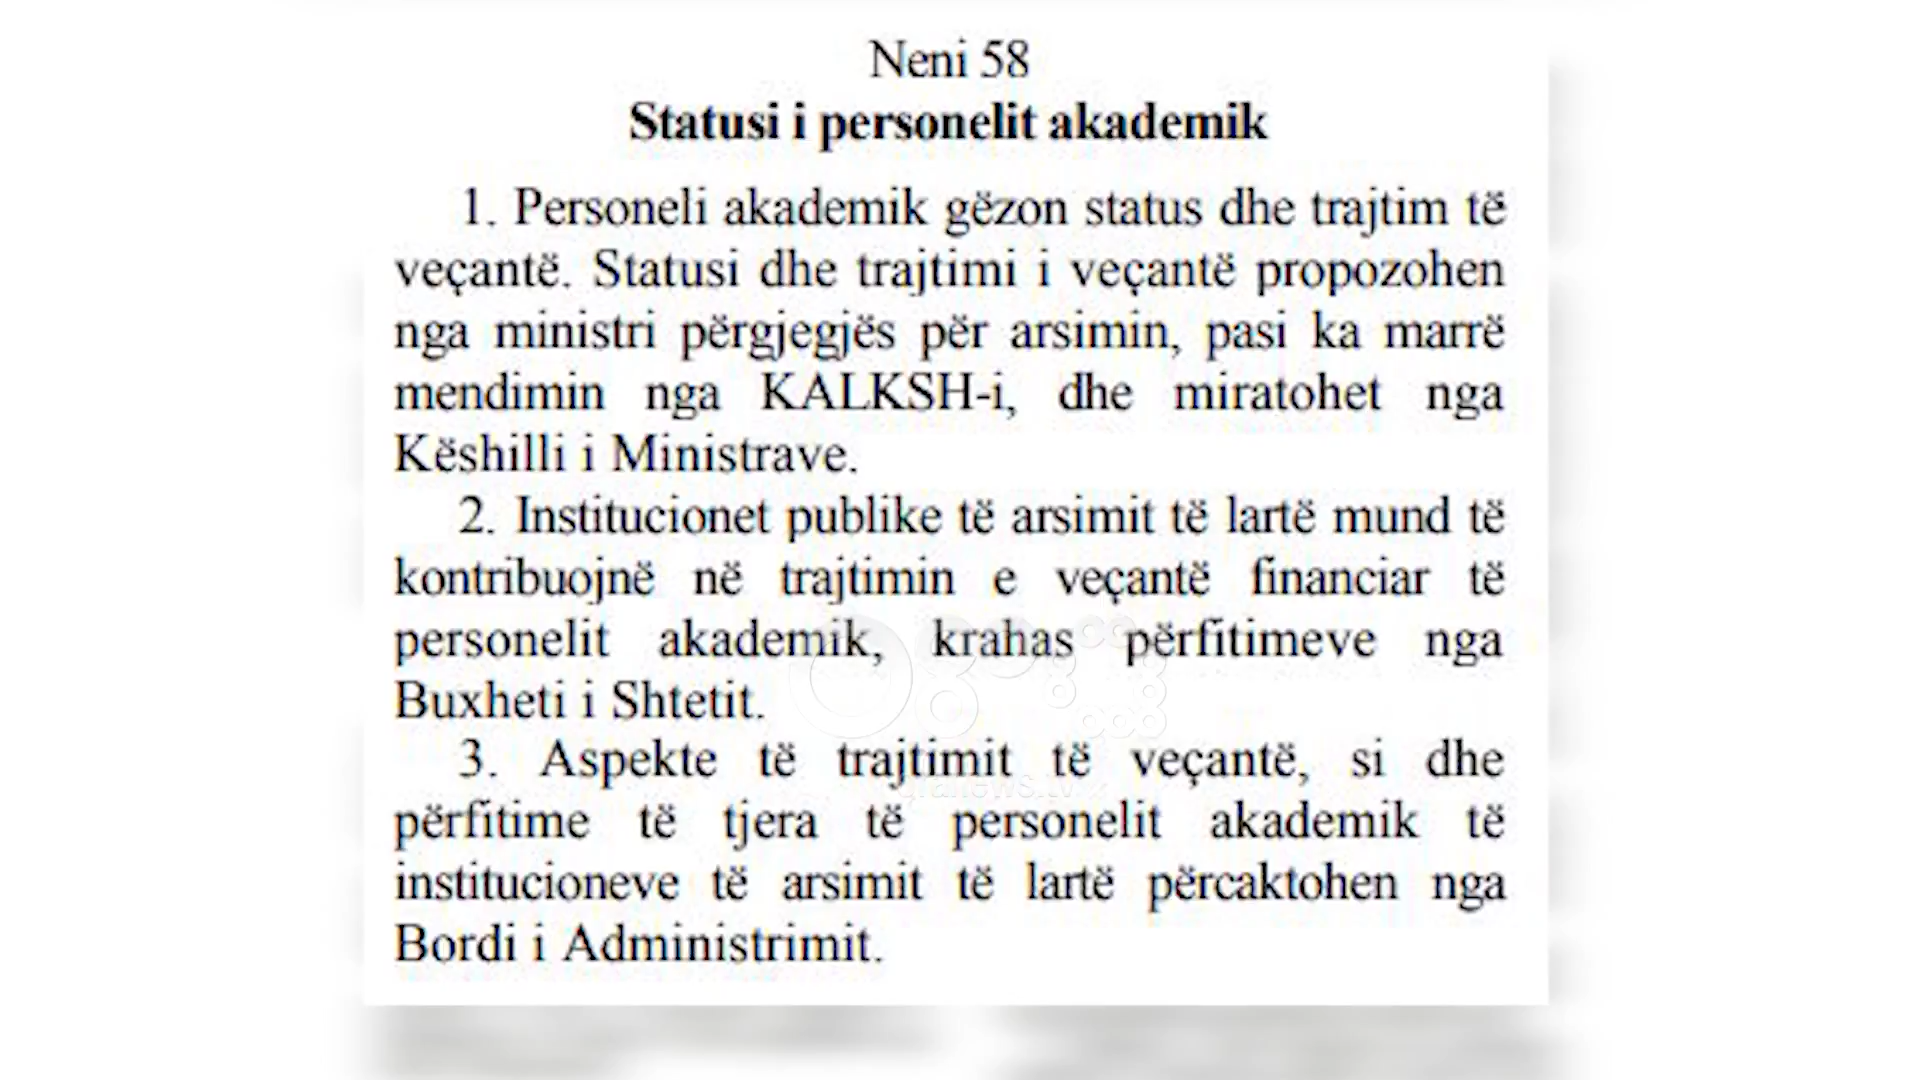 Neni 58
Statusi i personelit akademik
1. Personeli akademik gëzon status dhe trajtim të
veçantë. Statusi dhe trajtimi i veçantë propozohen
nga ministri përgjegjës për arsimin, pasi ka marrë
mendimin nga KALKSH-i, dhe miratohet nga
Këshilli i Ministrave.
2. Institucionet publike të arsimit të lartë mund të
kontribuojnë në trajtimin e veçantë financiar të
personelit akademik, krahas përfitimeve nga
Buxheti i Shtetit.
3. Aspekte të trajtimit të veçantë, si dhe
qranews.tv
përfitime të tjera të personelit akademik të
institucioneve të arsimit të lartë përcaktohen nga
Bordi i Administrimit.